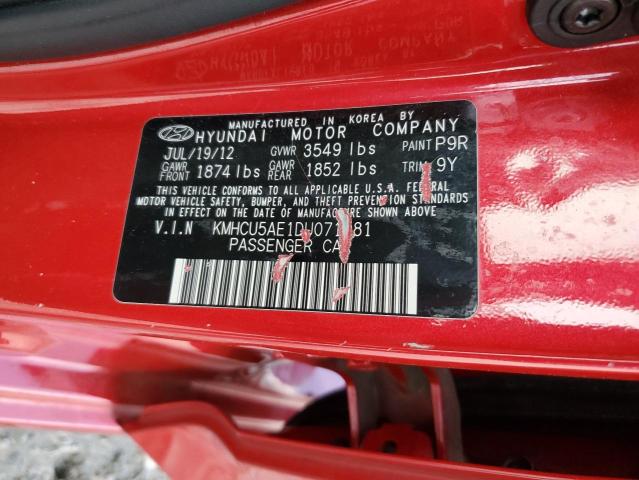 MANUFACTURED IN KOREA BY
HYUNDAI MOTOR COMPANY
JUL/19/12 GVWR 3549 lbs PAINT P9R
GAWR FRONT 1874 lbs GAWR REAR 1852 lbs TRIM 9Y
THIS VEHICLE CONFORMS TO ALL APPLICABLE U.S.A. FEDERAL
MOTOR VEHICLE SAFETY, BUMPER, AND THEFT PREVENTION STANDARDS
IN EFFECT ON THE DATE OF MANUFACTURE SHOWN ABOVE.
V.I.N
PASSENGER CAR